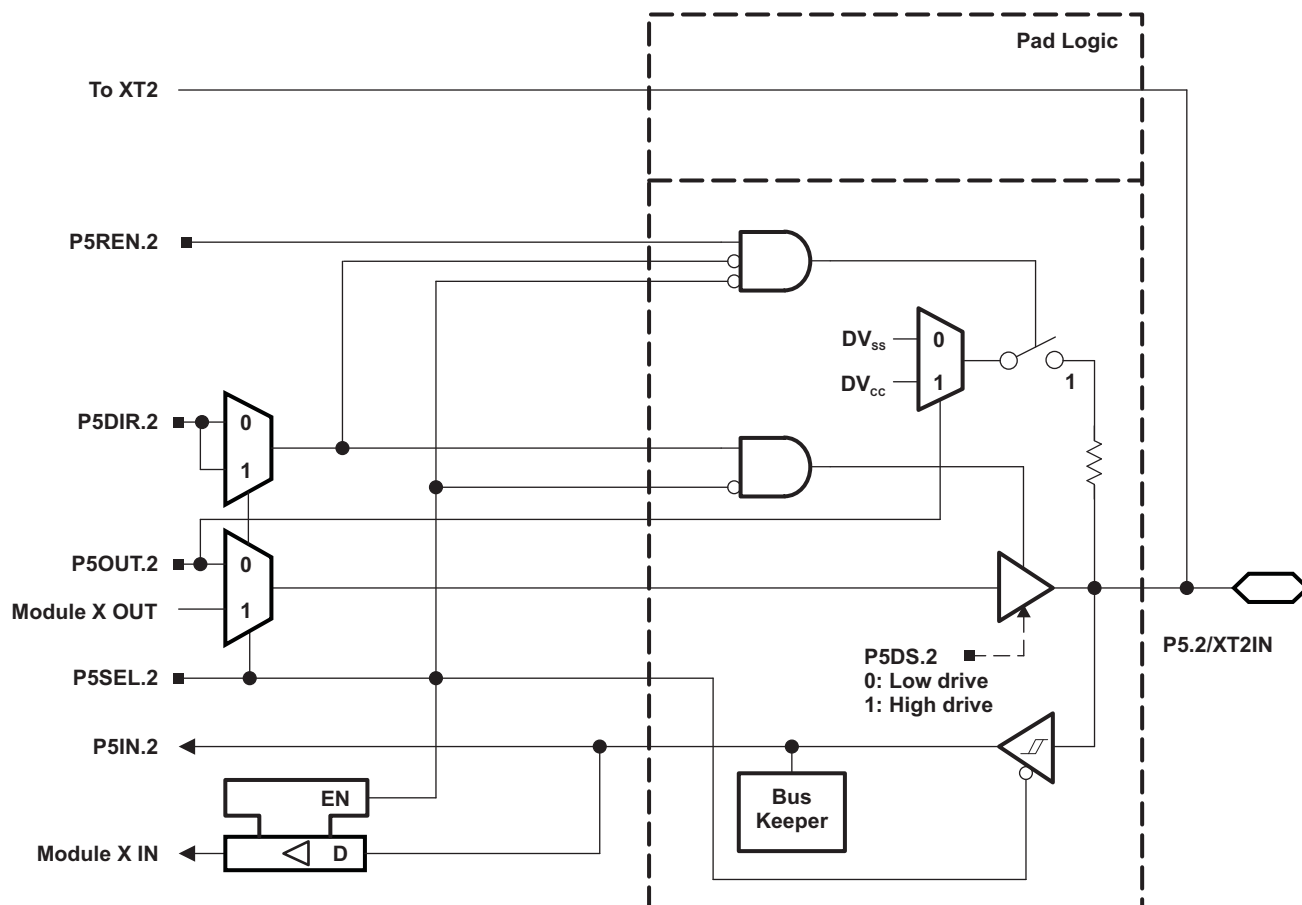 Pad Logic
To XT2
P5REN.2
DVSS
0
DVCC
1
1
P5DIR.2
0
1
P5OUT.2
0
Module X OUT
1
P5SEL.2
P5DS.2
0: Low drive
1: High drive
P5.2/XT2IN
P5IN.2
EN
Bus
Keeper
Module X IN
D